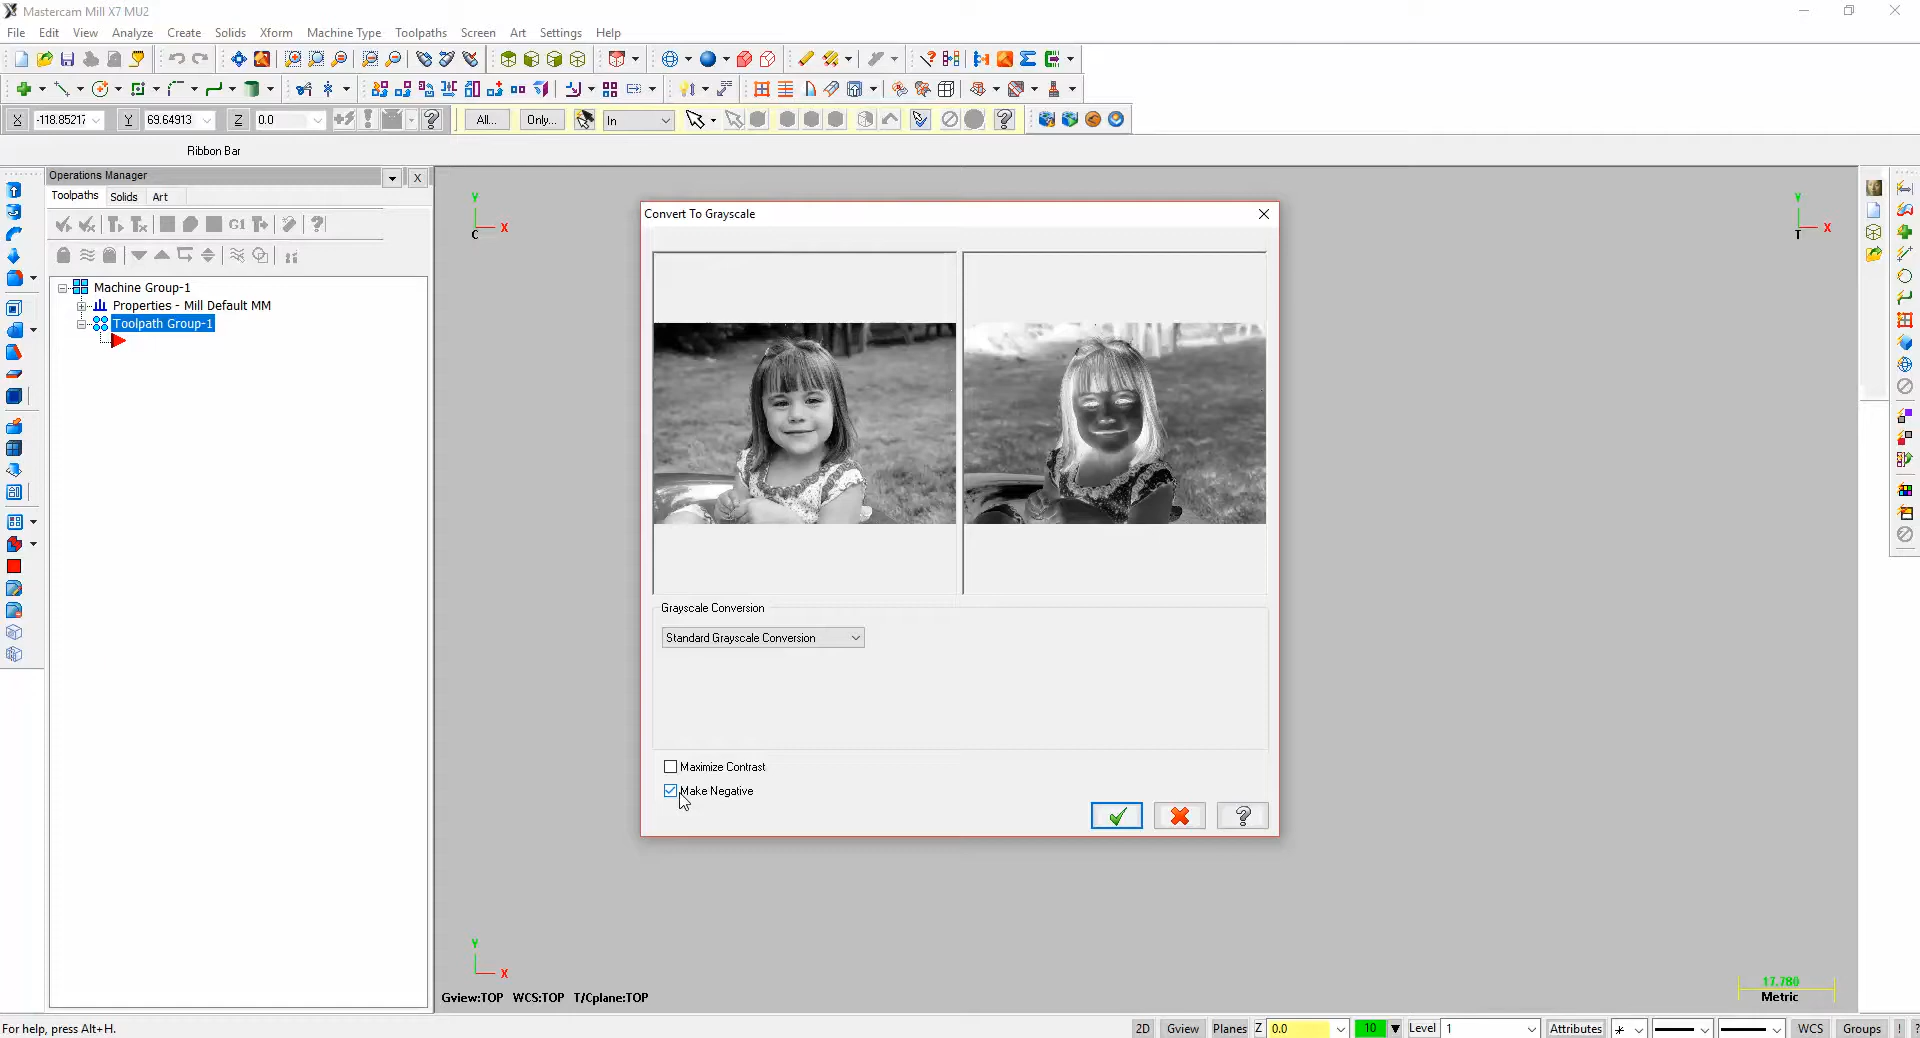 Mastercam Mill X7 MU2
File Edit View Analyze Create Solids Xform Machine Type Toolpaths Screen Art Settings Help
X -118.85217 Y 69.64913 Z 0.0 All... Only... In
Ribbon Bar
Operations Manager X
Toolpaths Solids Art
G1
Machine Group-1
Properties - Mill Default MM
Toolpath Group-1
Y
C X
Y
T X
Convert To Grayscale
Grayscale Conversion
Standard Grayscale Conversion
Maximize Contrast
Make Negative
Y
X
Gview:TOP WCS:TOP T/Cplane:TOP
17.780
Metric
For help, press Alt+H.
2D Gview Planes Z 0.0 10 Level 1 Attributes WCS Groups ! ?